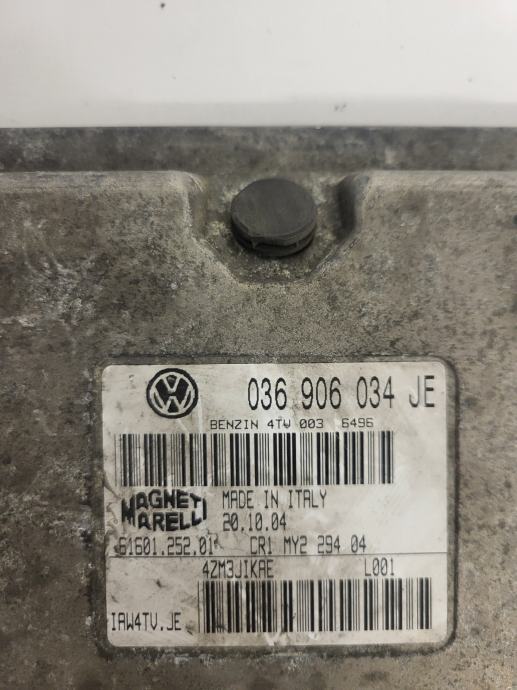 036 906 034 JE
BENZIN 4TW 003 6496
MAGNETI MARELLI
MADE IN ITALY
20.10.04
61601.252.01 CR1 MY2 294 04
4ZM3JIKAE L001
IAW4TV.JE